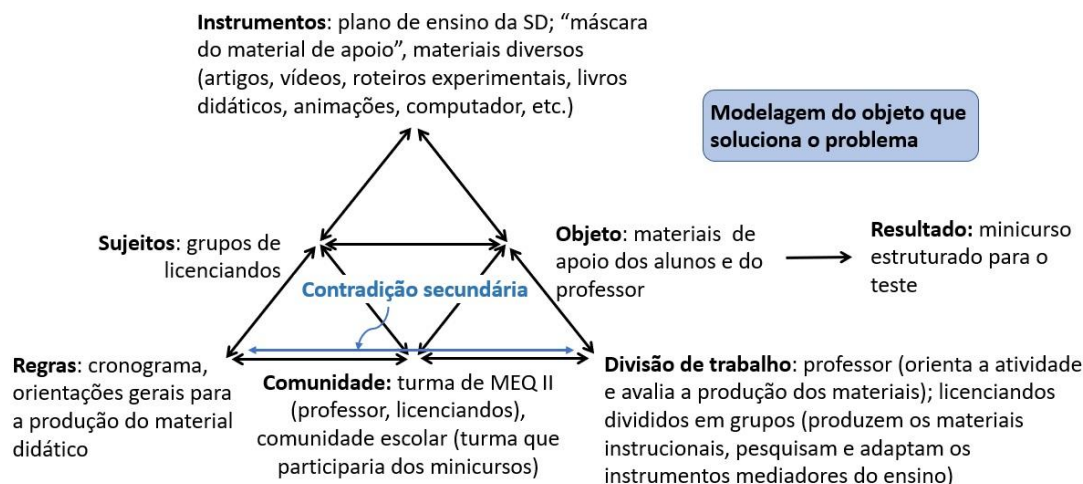 Instrumentos: plano de ensino da SD; “máscara
do material de apoio”, materiais diversos
(artigos, vídeos, roteiros experimentais, livros
didáticos, animações, computador, etc.)
Modelagem do objeto que
soluciona o problema
Sujeitos: grupos de
licenciandos
Objeto: materiais de
apoio dos alunos e do
professor
Resultado: minicurso
estruturado para o
teste
Contradição secundária
Regras: cronograma,
orientações gerais para
a produção do material
didático
Comunidade: turma de MEQ II
(professor, licenciandos),
comunidade escolar (turma que
participaria dos minicursos)
Divisão de trabalho: professor (orienta a atividade
e avalia a produção dos materiais); licenciandos
divididos em grupos (produzem os materiais
instrucionais, pesquisam e adaptam os
instrumentos mediadores do ensino)